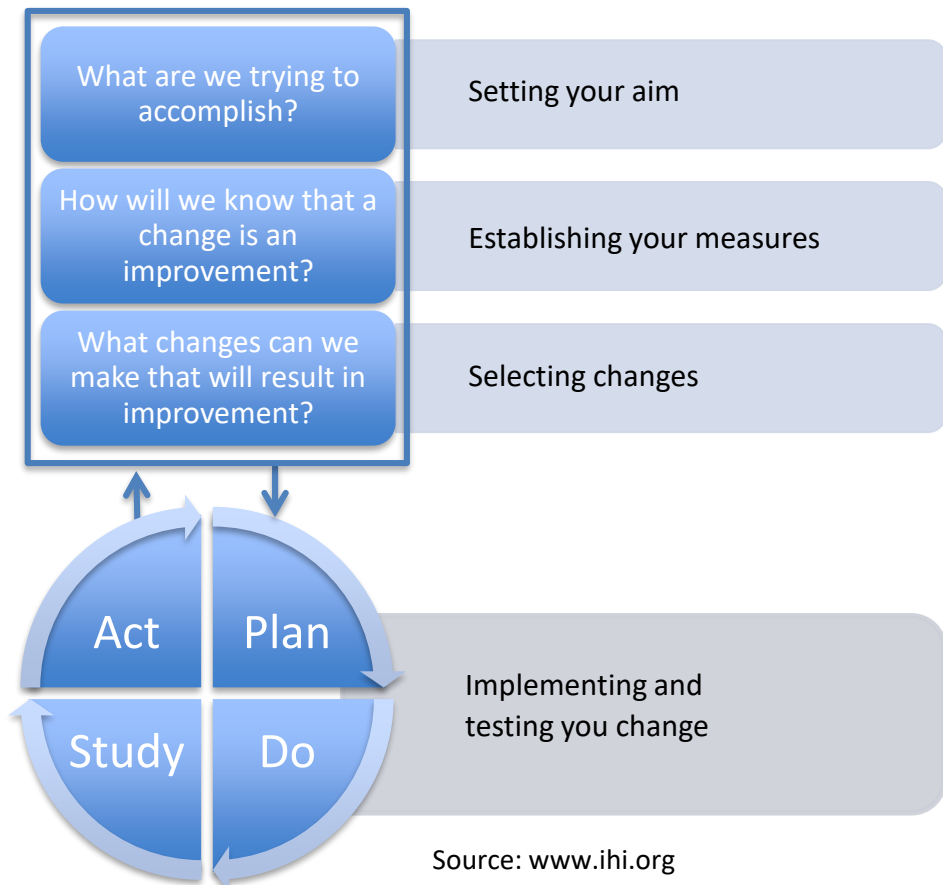 What are we trying to
accomplish?
Setting your aim
How will we know that a
change is an
improvement?
Establishing your measures
What changes can we
make that will result in
improvement?
Selecting changes
Act
Plan
Study
Do
Implementing and
testing you change
Source: www.ihi.org